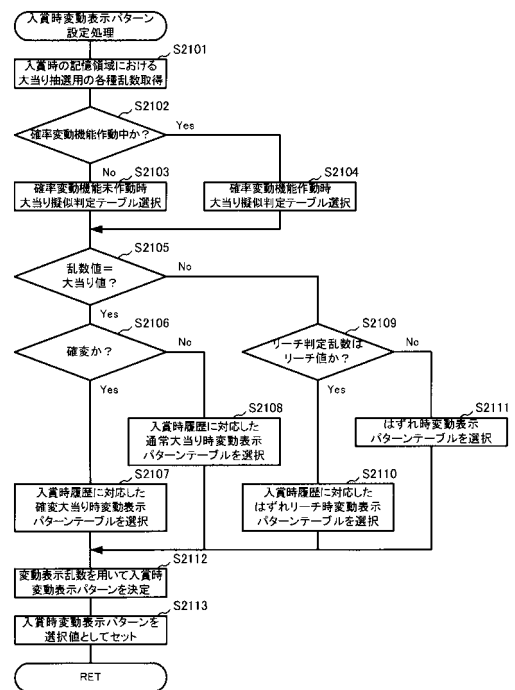 入賞時変動表示パターン
設定処理
S2101
入賞時の記憶領域における
大当り抽選用の各種乱数取得
S2102
確率変動機能作動中か?
Yes
No
S2103
確率変動機能未作動時
大当り擬似判定テーブル選択
S2104
確率変動機能作動時
大当り擬似判定テーブル選択
S2105
乱数値=
大当り値?
No
Yes
S2106
確変か?
No
Yes
S2109
リーチ判定乱数は
リーチ値か?
No
Yes
S2108
入賞時履歴に対応した
通常大当り時変動表示
パターンテーブルを選択
S2111
はずれ時変動表示
パターンテーブルを選択
S2107
入賞時履歴に対応した
確変大当り時変動表示
パターンテーブルを選択
S2110
入賞時履歴に対応した
はずれリーチ時変動表示
パターンテーブルを選択
S2112
変動表示乱数を用いて入賞時
変動表示パターンを決定
S2113
入賞時変動表示パターンを
選択値としてセット
RET